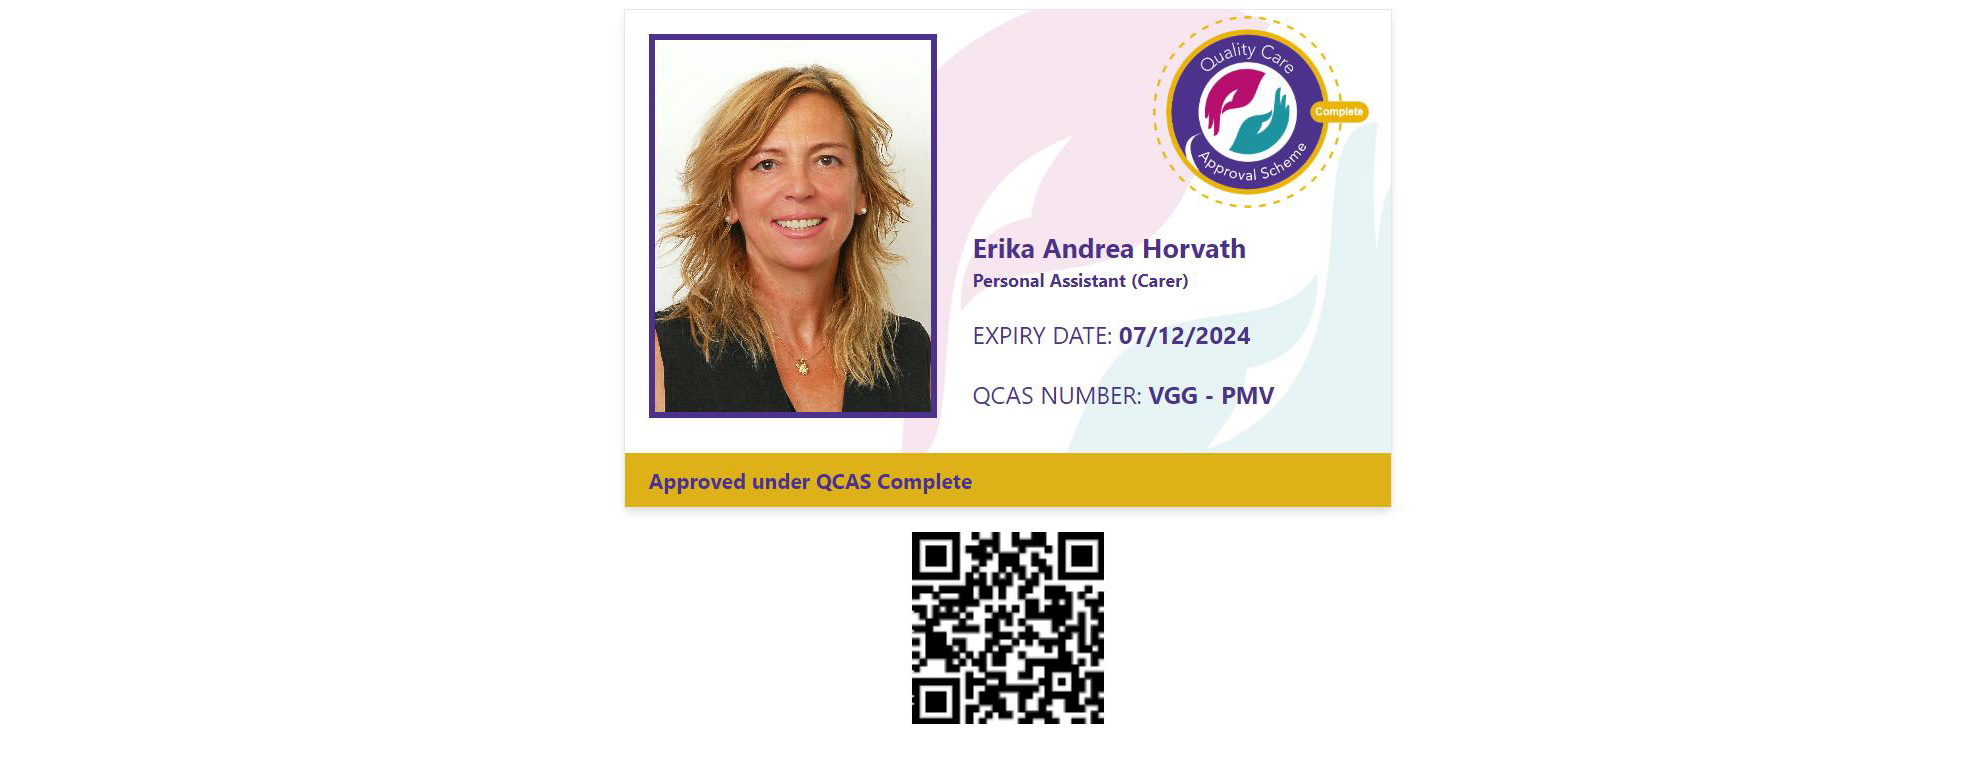 Quality Care
Complete
Approval Scheme
Erika Andrea Horvath
Personal Assistant (Carer)
EXPIRY DATE: 07/12/2024
QCAS NUMBER: VGG - PMV
Approved under QCAS Complete